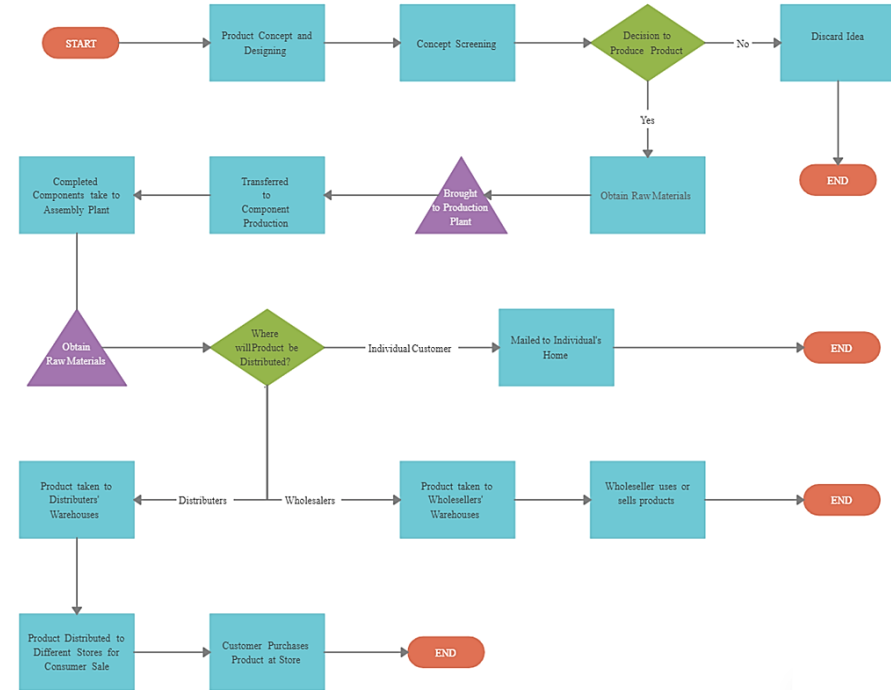 START
Product Concept and
Designing
Concept Screening
Decision to
Produce Product
No
Discard Idea
Yes
Completed
Components take to
Assembly Plant
Transferred
to
Component
Production
Brought
to Production
Plant
Obtain Raw Materials
END
Obtain
Raw Materials
Where
will Product be
Distributed?
Individual Customer
Mailed to Individual's
Home
END
Product taken to
Distributers'
Warehouses
Distributers
Wholesalers
Product taken to
Wholesellers'
Warehouses
Wholeseller uses or
sells products
END
Product Distributed to
Different Stores for
Consumer Sale
Customer Purchases
Product at Store
END